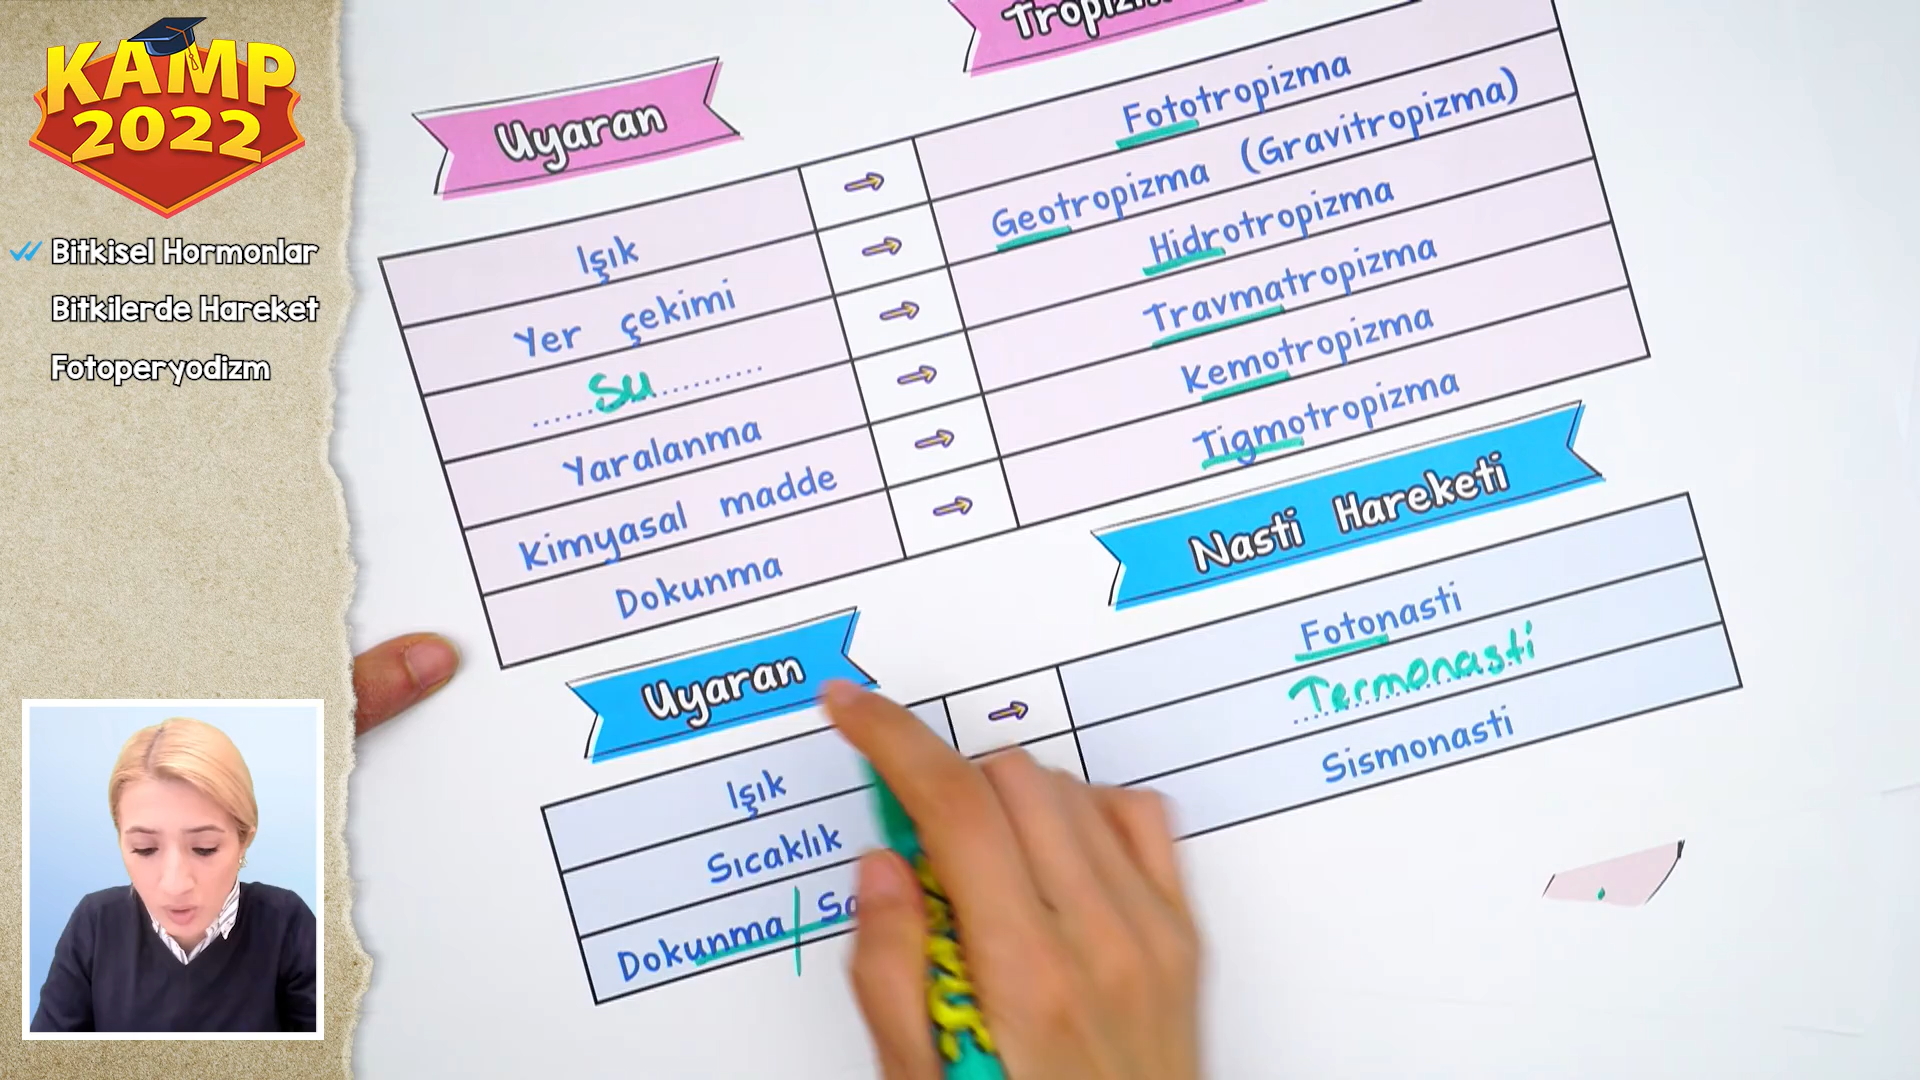 KAMP
2022
Bitkisel Hormonlar
Bitkilerde Hareket
Fotoperyodizm
Uyaran
Işık → Fototropizma
Yer çekimi → Geotropizma (Gravitropizma)
su → Hidrotropizma
Yaralanma → Travmatropizma
Kimyasal madde → Kemotropizma
Dokunma → Tigmotropizma
Uyaran Nasti Hareketi
Işık → Fotonasti
Sıcaklık Termonasti
Dokunma / Sismonasti